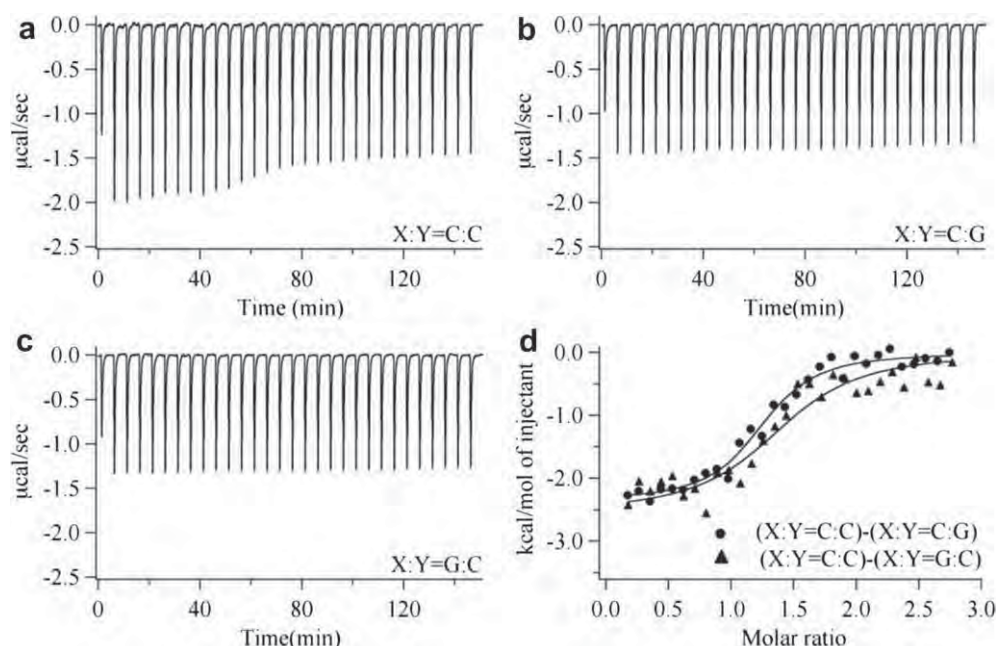 a
0.0
-0.5
-1.0
-1.5
-2.0
-2.5
µcal/sec
X:Y=C:C
0 40 80 120
Time (min)
b
0.0
-0.5
-1.0
-1.5
-2.0
-2.5
µcal/sec
X:Y=C:G
0 40 80 120
Time(min)
c
0.0
-0.5
-1.0
-1.5
-2.0
-2.5
µcal/sec
X:Y=G:C
0 40 80 120
Time(min)
d
0.0
-1.0
-2.0
-3.0
kcal/mol of injectant
(X:Y=C:C)-(X:Y=C:G)
(X:Y=C:C)-(X:Y=G:C)
0.0 0.5 1.0 1.5 2.0 2.5 3.0
Molar ratio